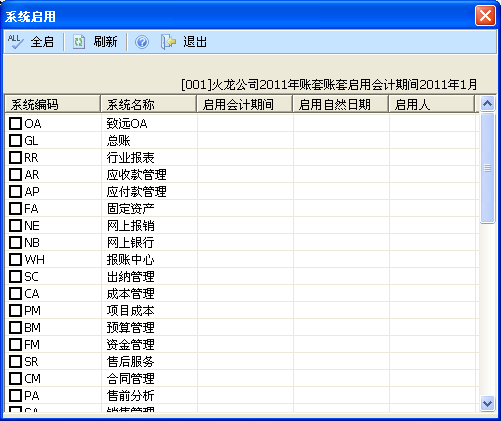 系统启用
ALL 全启 刷新 退出
[001]火龙公司2011年账套账套启用会计期间2011年1月
系统编码 系统名称 启用会计期间 启用自然日期 启用人
OA 致远OA
GL 总账
RR 行业报表
AR 应收款管理
AP 应付款管理
FA 固定资产
NE 网上报销
NB 网上银行
WH 报账中心
SC 出纳管理
CA 成本管理
PM 项目成本
BM 预算管理
FM 资金管理
SR 售后服务
CM 合同管理
PA 售前分析
SA 销售管理